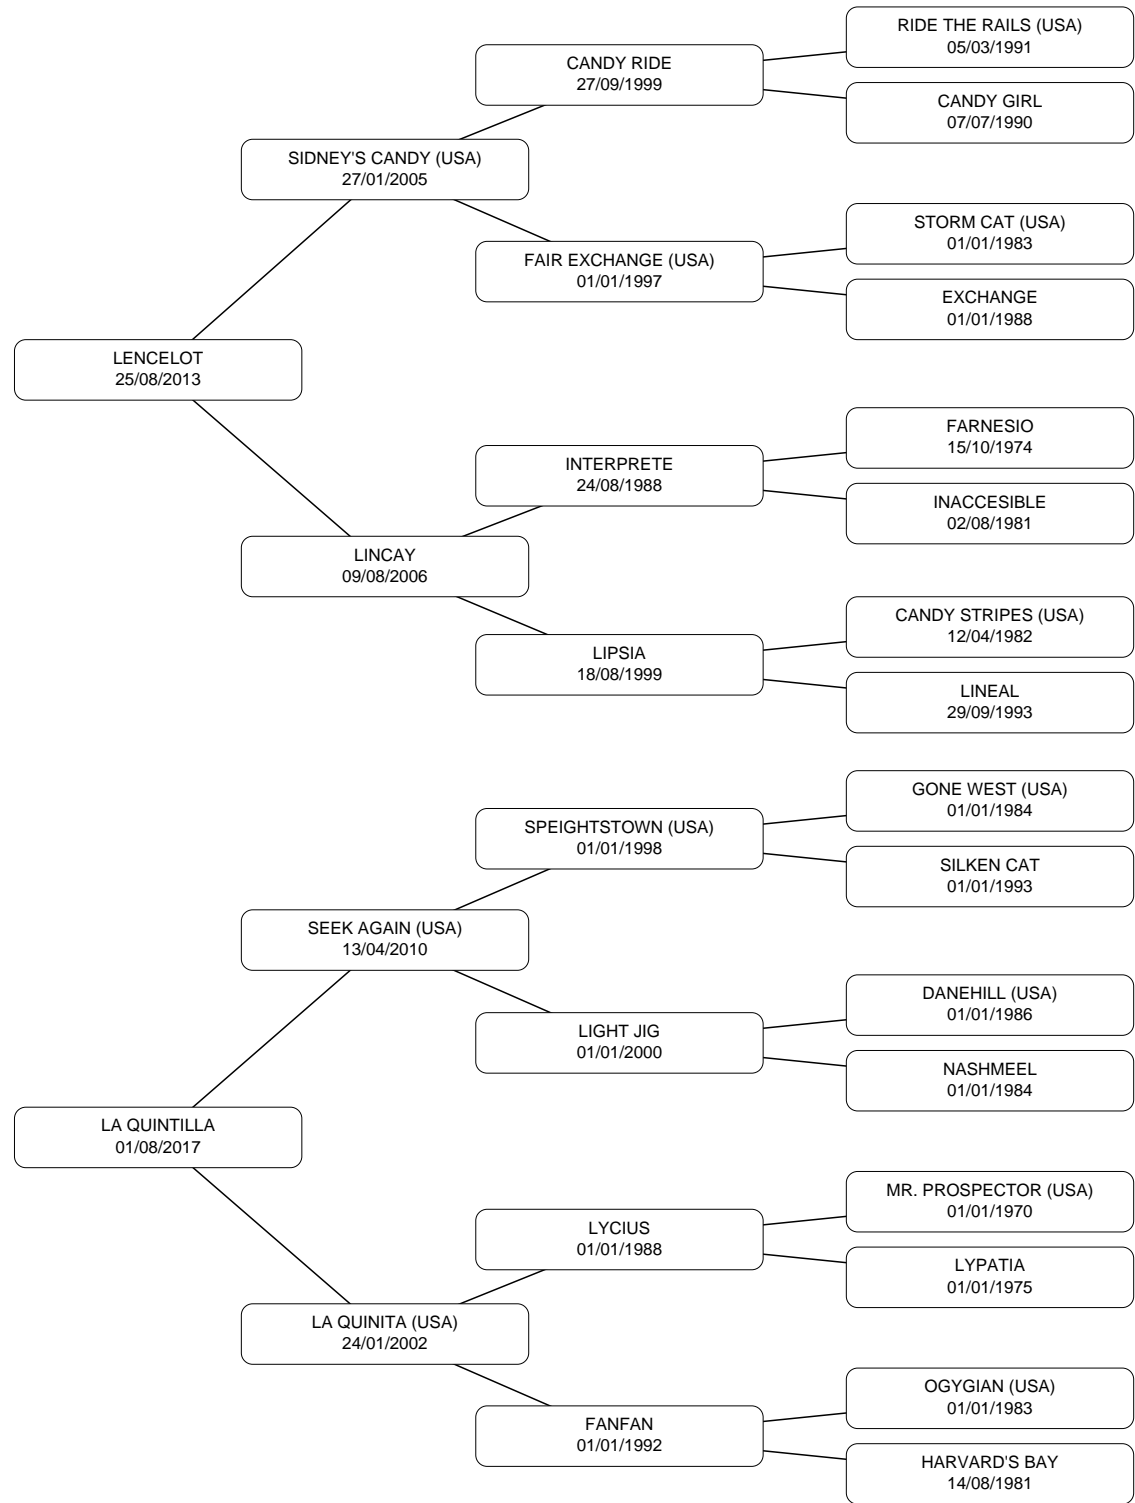 RIDE THE RAILS (USA)
05/03/1991
CANDY RIDE
27/09/1999
CANDY GIRL
07/07/1990
SIDNEY'S CANDY (USA)
27/01/2005
STORM CAT (USA)
01/01/1983
FAIR EXCHANGE (USA)
01/01/1997
EXCHANGE
01/01/1988
LENCELOT
25/08/2013
FARNESIO
15/10/1974
INTERPRETE
24/08/1988
INACCESIBLE
02/08/1981
LINCAY
09/08/2006
CANDY STRIPES (USA)
12/04/1982
LIPSIA
18/08/1999
LINEAL
29/09/1993
GONE WEST (USA)
01/01/1984
SPEIGHTSTOWN (USA)
01/01/1998
SILKEN CAT
01/01/1993
SEEK AGAIN (USA)
13/04/2010
DANEHILL (USA)
01/01/1986
LIGHT JIG
01/01/2000
NASHMEEL
01/01/1984
LA QUINTILLA
01/08/2017
MR. PROSPECTOR (USA)
01/01/1970
LYCIUS
01/01/1988
LYPATIA
01/01/1975
LA QUINITA (USA)
24/01/2002
OGYGIAN (USA)
01/01/1983
FANFAN
01/01/1992
HARVARD'S BAY
14/08/1981